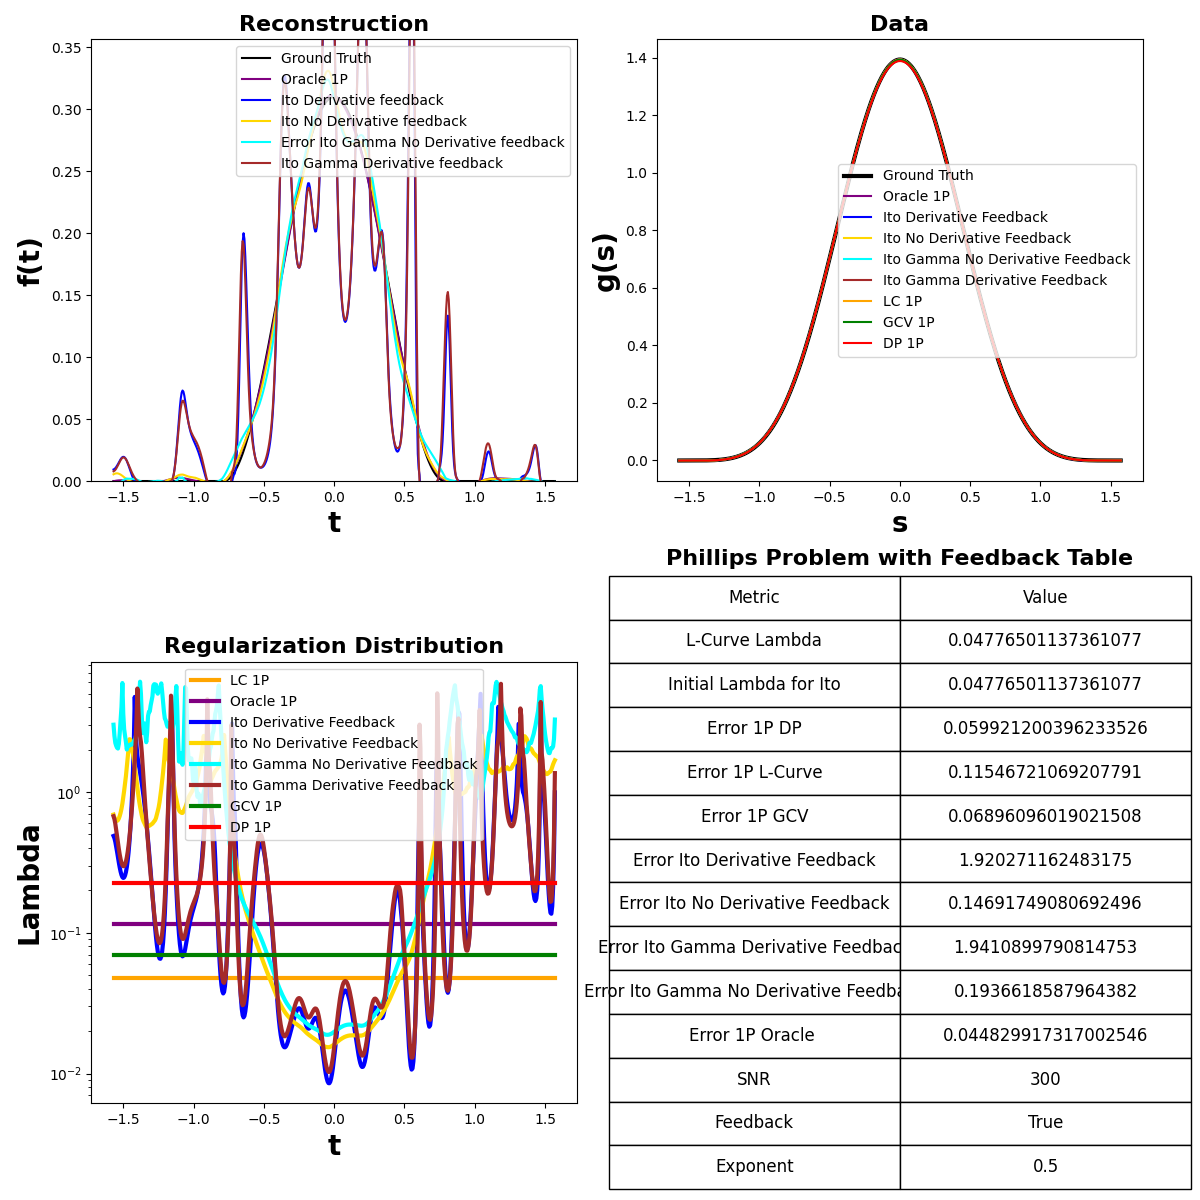 Reconstruction
0.35
0.30
0.25
0.20
0.15
0.10
0.05
0.00
f(t)
Ground Truth
Oracle 1P
Ito Derivative feedback
Ito No Derivative feedback
Error Ito Gamma No Derivative feedback
Ito Gamma Derivative feedback
−1.5 −1.0 −0.5 0.0 0.5 1.0 1.5
t
Data
1.4
1.2
1.0
0.8
0.6
0.4
0.2
0.0
g(s)
Ground Truth
Oracle 1P
Ito Derivative Feedback
Ito No Derivative Feedback
Ito Gamma No Derivative Feedback
Ito Gamma Derivative Feedback
LC 1P
GCV 1P
DP 1P
−1.5 −1.0 −0.5 0.0 0.5 1.0 1.5
s
Regularization Distribution
10⁰
10⁻¹
10⁻²
Lambda
LC 1P
Oracle 1P
Ito Derivative Feedback
Ito No Derivative Feedback
Ito Gamma No Derivative Feedback
Ito Gamma Derivative Feedback
GCV 1P
DP 1P
−1.5 −1.0 −0.5 0.0 0.5 1.0 1.5
t
Phillips Problem with Feedback Table
Metric Value
L-Curve Lambda 0.04776501137361077
Initial Lambda for Ito 0.04776501137361077
Error 1P DP 0.059921200396233526
Error 1P L-Curve 0.11546721069207791
Error 1P GCV 0.06896096019021508
Error Ito Derivative Feedback 1.920271162483175
Error Ito No Derivative Feedback 0.14691749080692496
Error Ito Gamma Derivative Feedbac 1.9410899790814753
Error Ito Gamma No Derivative Feedba 0.1936618587964382
Error 1P Oracle 0.044829917317002546
SNR 300
Feedback True
Exponent 0.5